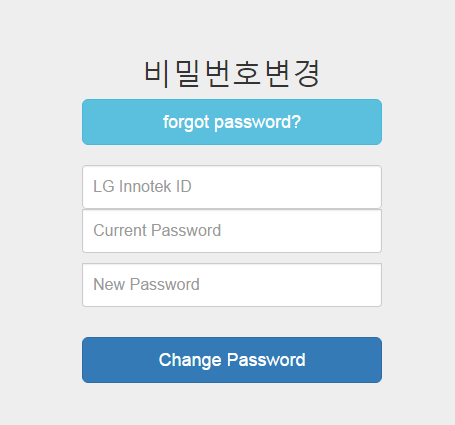 비밀번호변경
forgot password?
LG Innotek ID
Current Password
New Password
Change Password